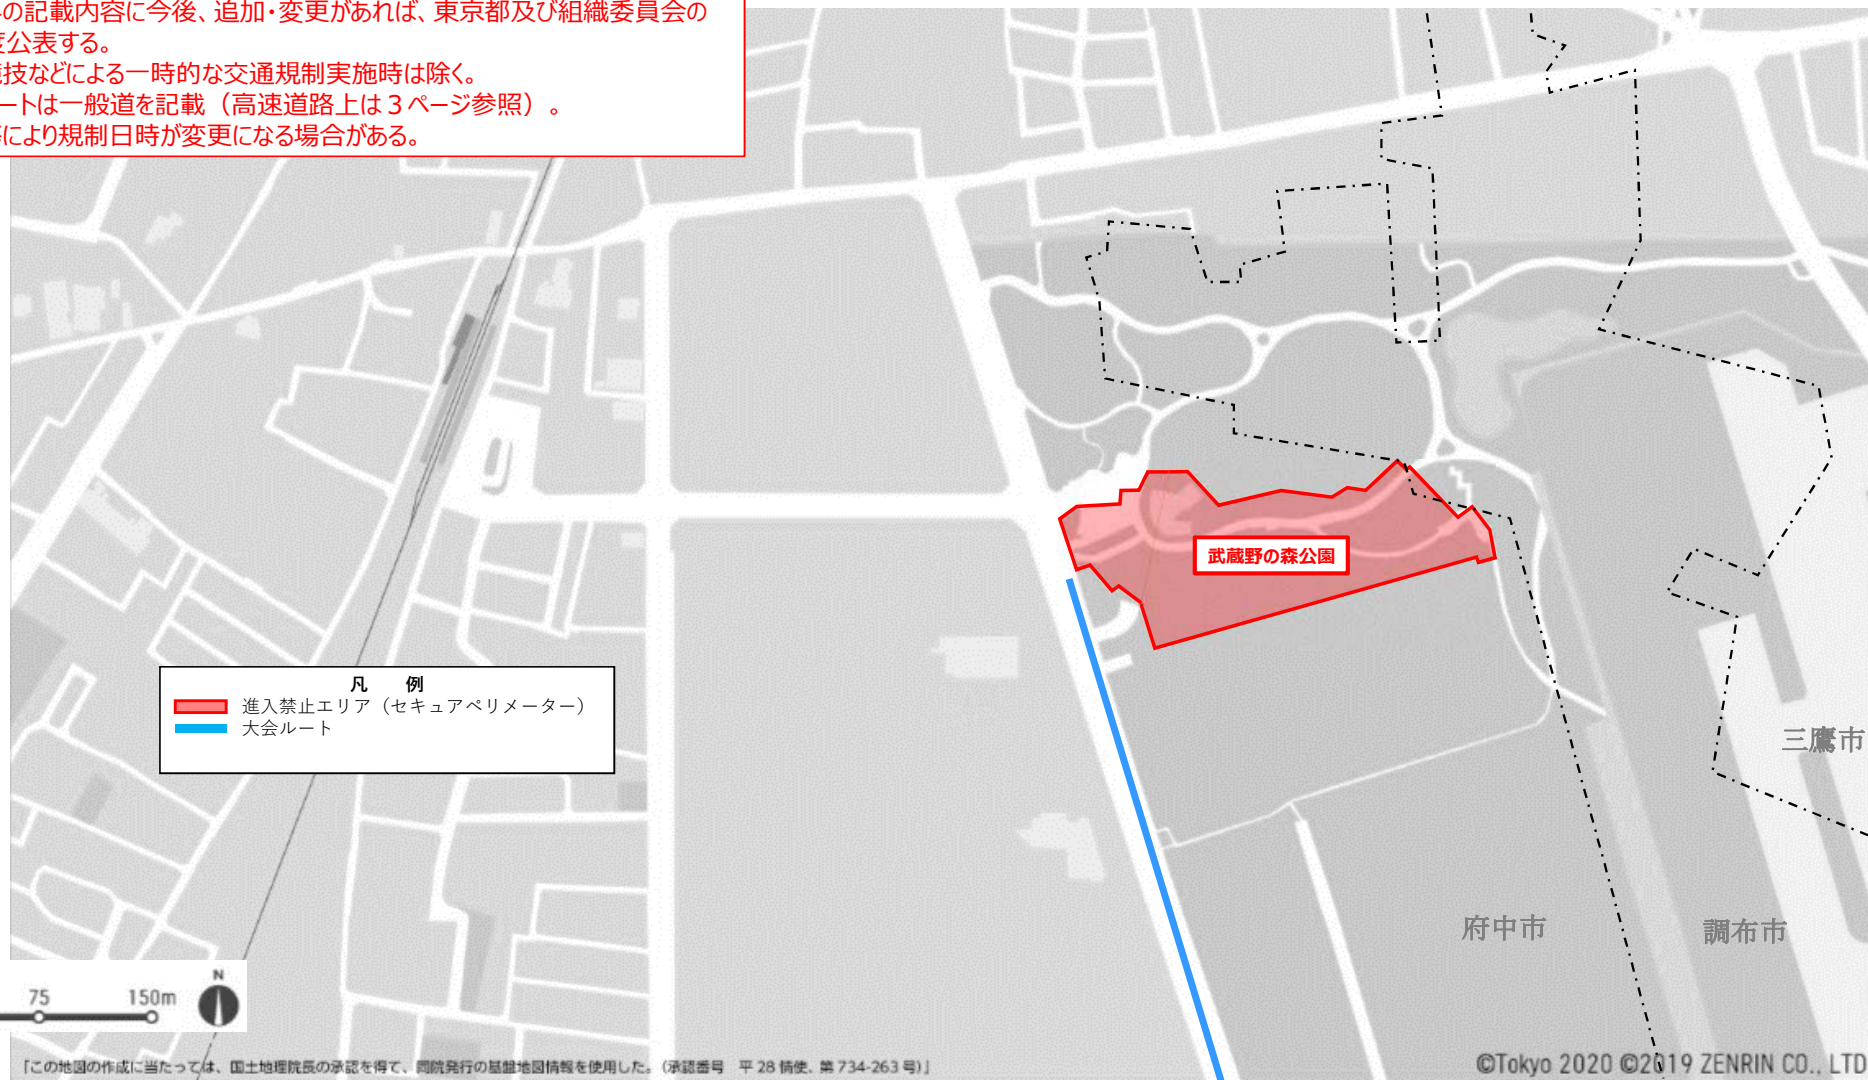 の記載内容に今後、追加・変更があれば、東京都及び組織委員会の
公表する。
技などによる一時的な交通規制実施時は除く。
ートは一般道を記載（高速道路上は３ページ参照）。
により規制日時が変更になる場合がある。
武蔵野の森公園
凡　例
進入禁止エリア（セキュアペリメーター）
大会ルート
三鷹市
府中市
調布市
75 150m
N
「この地図の作成に当たっては、国土地理院長の承認を得て、同院発行の基盤地図情報を使用した。（承認番号　平 28 情使、第 734-263 号）」
©Tokyo 2020 ©2019 ZENRIN CO., LTD